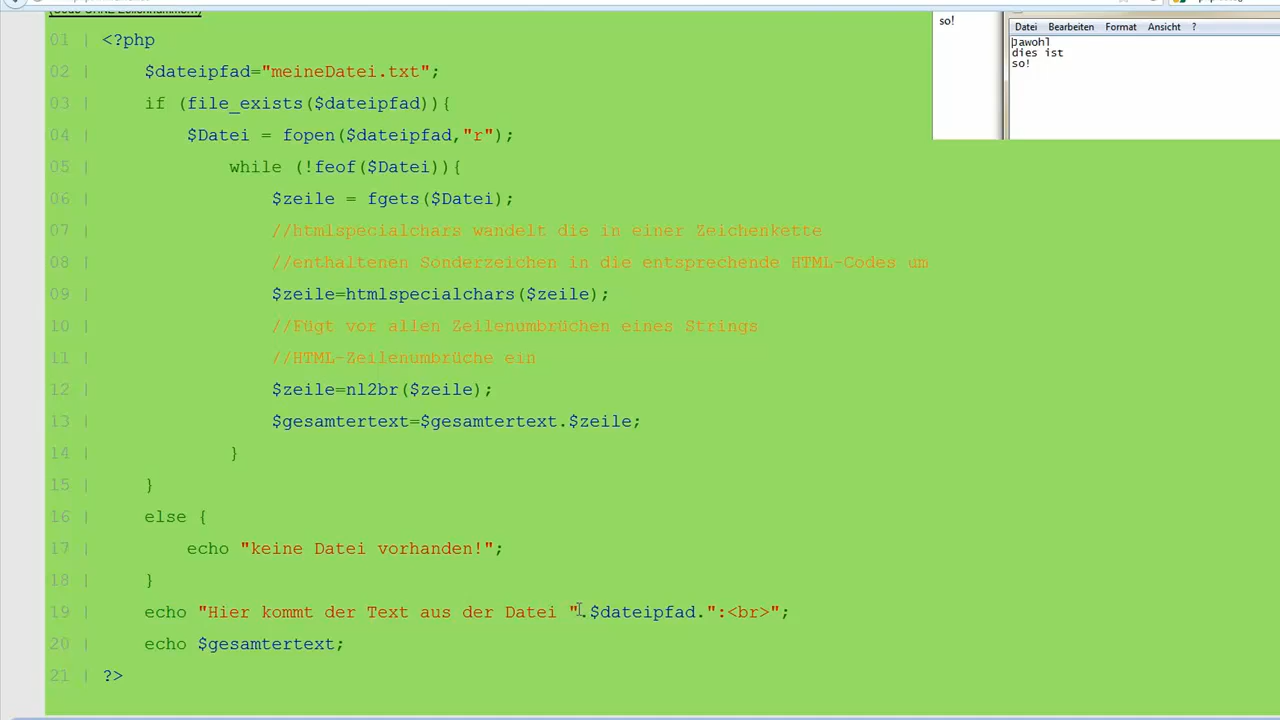 so!
Datei Bearbeiten Format Ansicht ?
Jawohl
dies ist
so!
01 | <?php
02 | $dateipfad="meineDatei.txt";
03 | if (file_exists($dateipfad)){
04 | $Datei = fopen($dateipfad,"r");
05 | while (!feof($Datei)){
06 | $zeile = fgets($Datei);
07 | //htmlspecialchars wandelt die in einer Zeichenkette
08 | //enthaltenen Sonderzeichen in die entsprechende HTML-Codes um
09 | $zeile=htmlspecialchars($zeile);
10 | //Fügt vor allen Zeilenumbrüchen eines Strings
11 | //HTML-Zeilenumbrüche ein
12 | $zeile=nl2br($zeile);
13 | $gesamtertext=$gesamtertext.$zeile;
14 | }
15 | }
16 | else {
17 | echo "keine Datei vorhanden!";
18 | }
19 | echo "Hier kommt der Text aus der Datei ".$dateipfad.":<br>";
20 | echo $gesamtertext;
21 | ?>